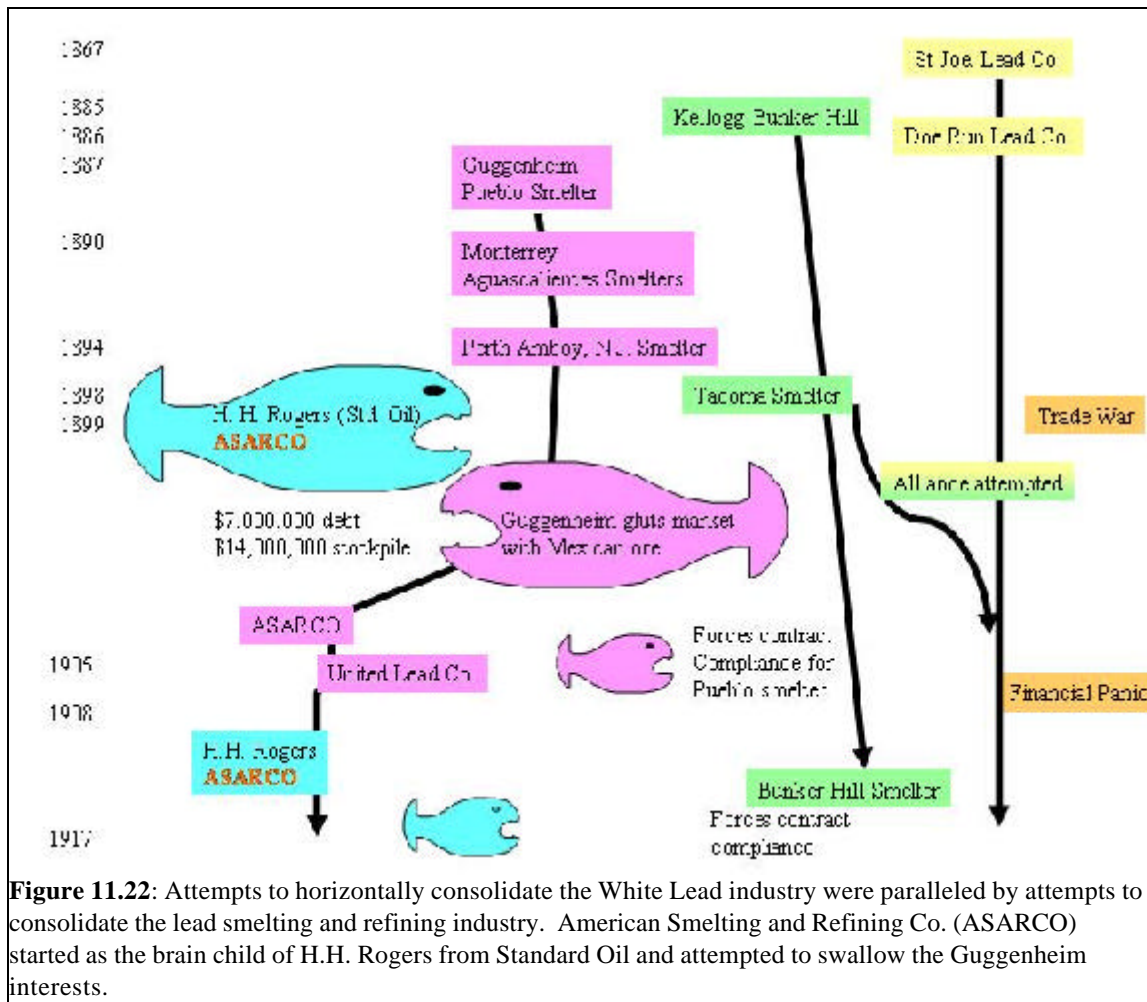 1867
St Joe Lead Co
1885
Kellogg Bunker Hill
1886
Doe Run Lead Co
1887
Guggenheim
Pueblo Smelter
1890
Monterrey
Aguascalientes Smelters
1894
Perth Amboy, NJ. Smelter
1898
Tacoma Smelter
1899
H. H. Rogers (Std. Oil)
ASARCO
Trade War
Alliance attempted
$7,000,000 debt
$14,000,000 stockpile
Guggenheim gluts market
with Mexican ore
ASARCO
Forces contract
Compliance for
Pueblo smelter
1905
United Lead Co
1908
Financial Panic
H.H. Rogers
ASARCO
Bunker Hill Smelter
Forces contract
compliance
1917
Figure 11.22: Attempts to horizontally consolidate the White Lead industry were paralleled by attempts to
consolidate the lead smelting and refining industry. American Smelting and Refining Co. (ASARCO)
started as the brain child of H.H. Rogers from Standard Oil and attempted to swallow the Guggenheim
interests.